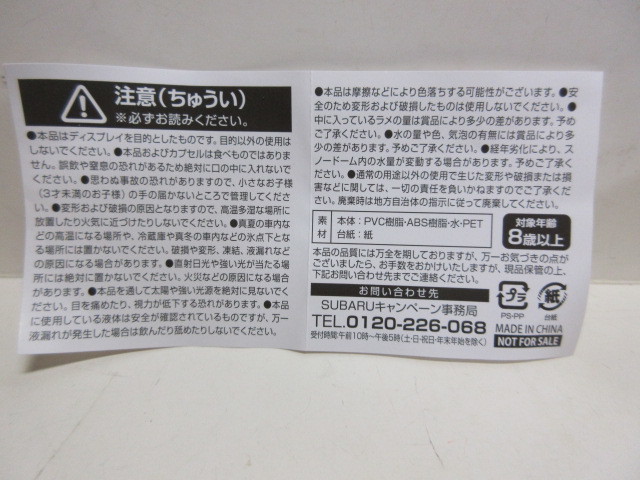 注意(ちゅうい)
※必ずお読みください。
●本品はディスプレイを目的としたものです。目的以外の使用は
しないでください。●本品およびカプセルは食べものではありま
せん。誤飲や窒息の恐れがあるため絶対に口の中に入れないで
ください。●思わぬ事故の恐れがありますので、小さなお子様
(3才未満のお子様)の手の届かないところで管理してくださ
い。●変形および破損の原因となりますので、高温多湿な場所に
放置したり火気に近づけたりしないでください。●真夏の車内な
どの高温になる場所や、冷蔵庫や真冬の車内などの氷点下とな
る場所には置かないでください。破損や変形、凍結、液漏れなど
の原因になる場合があります。●直射日光や強い光が当たる場
所には絶対に置かないでください。火災などの原因になる場合
があります。●本品を通して太陽や強い光源を絶対に見ないでく
ださい。目を痛めたり、視力が低下する恐れがあります。●本品
に使用している液体は安全が確認されているものですが、万一
液漏れが発生した場合は飲んだり舐めたりしないでください。
●本品は摩擦などにより色落ちする可能性がございます。●安
全のため変形および破損したものは使用しないでください。●
中に入っているラメの量は賞品により多少の差があります。予め
ご了承ください。●水の量や色、気泡の有無には賞品により多
少の差があります。予めご了承ください。●経年劣化により、ス
ノードーム内の水量が変動する場合があります。予めご了承くだ
さい。●通常の用途以外の使用で生じた変形や破損または損
害などに関しては、一切の責任を負いかねますのでご了承くださ
い。廃棄時は地方自治体の指示に従って廃棄してください。
素材
本体:PVC樹脂・ABS樹脂・水・PET
台紙:紙
対象年齢
8歳以上
本品の品質には万全を期しておりますが、万一お気づきの点が
ございましたら、お手数をおかけいたしますが、現品保管の上、
下記お問い合わせ先までご連絡ください。
お問い合わせ先
SUBARUキャンペーン事務局
TEL.0120-226-068
受付時間:午前10時〜午後5時(土・日・祝日・年末年始を除く)
プラ
PS・PP
紙
台紙
MADE IN CHINA
NOT FOR SALE